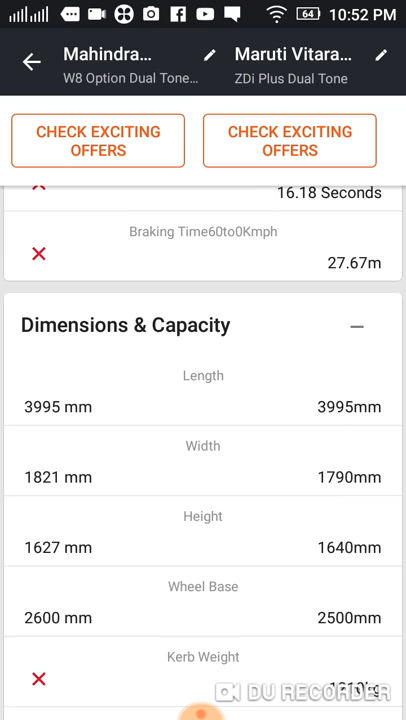 64 10:52 PM
Mahindra... Maruti Vitara...
W8 Option Dual Tone... ZDi Plus Dual Tone
CHECK EXCITING
OFFERS
CHECK EXCITING
OFFERS
16.18 Seconds
Braking Time60to0Kmph
27.67m
Dimensions & Capacity
Length
3995 mm 3995mm
Width
1821 mm 1790mm
Height
1627 mm 1640mm
Wheel Base
2600 mm 2500mm
Kerb Weight
DU RECORDER